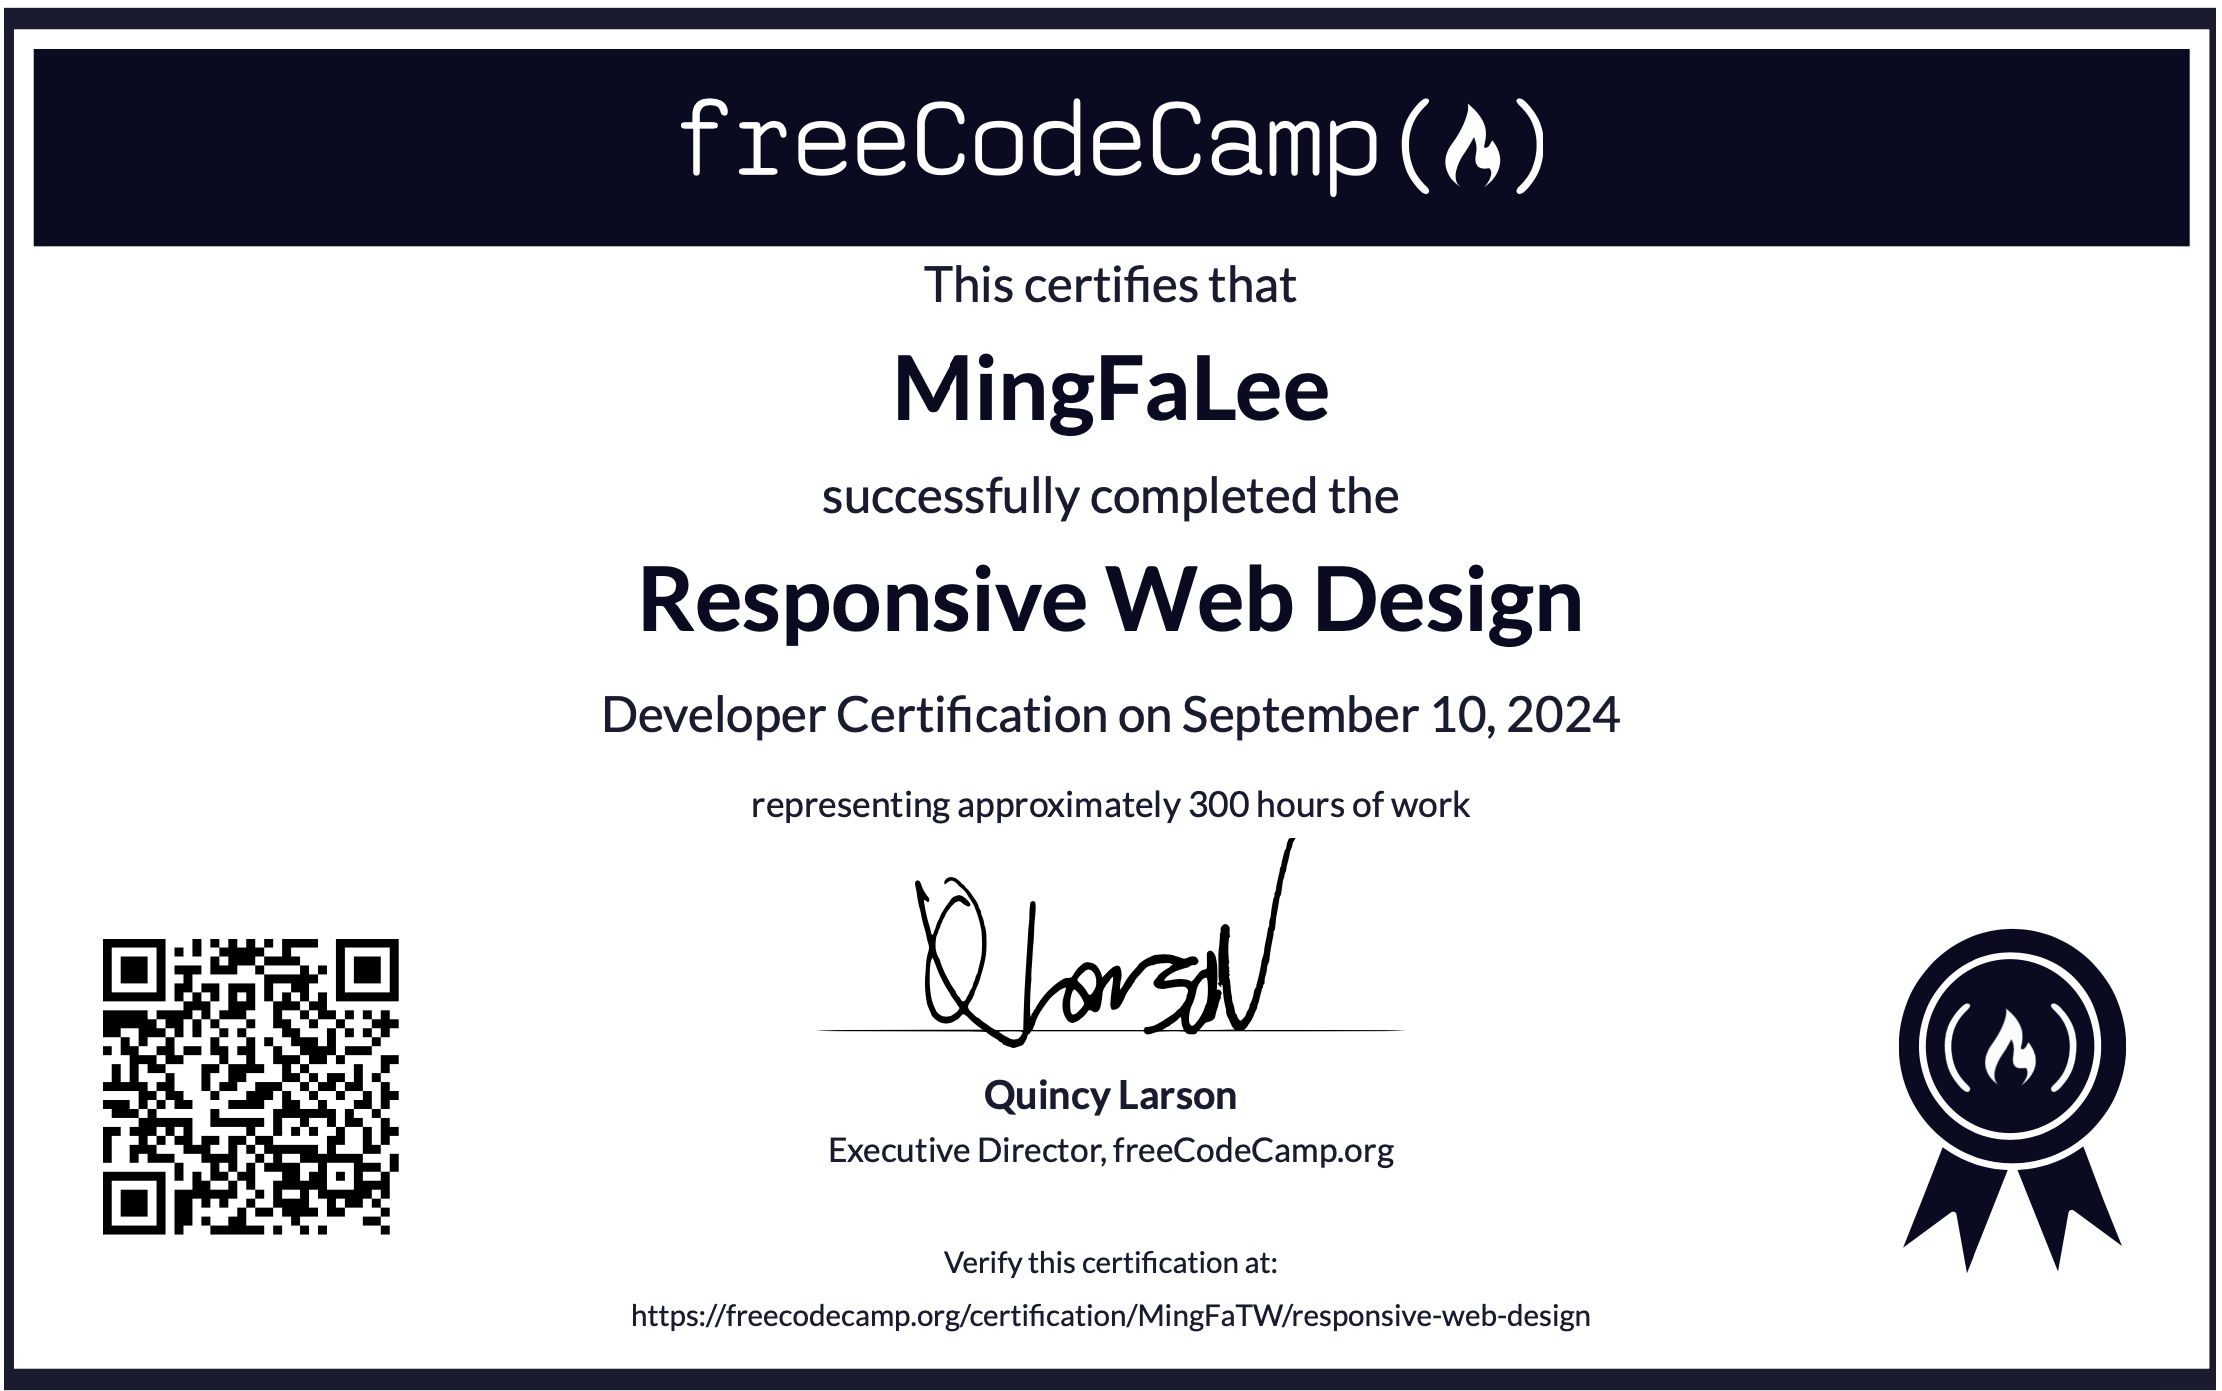 freeCodeCamp
This certifies that
MingFaLee
successfully completed the
Responsive Web Design
Developer Certification on September 10, 2024
representing approximately 300 hours of work
QLarson
Quincy Larson
Executive Director, freeCodeCamp.org
Verify this certification at:
https://freecodecamp.org/certification/MingFaTW/responsive-web-design